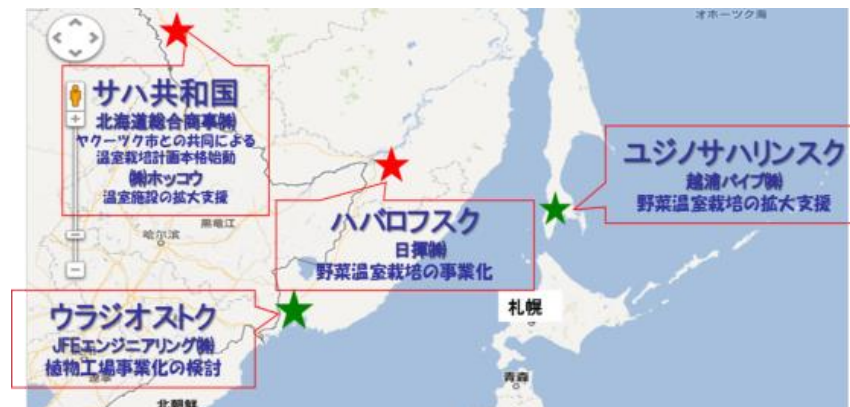 オホーツク海
サハ共和国
北海道総合商事㈱
ヤクーツク市との共同による
温室栽培計画本格始動
㈱ホッコウ
温室施設の拡大支援
ユジノサハリンスク
越浦パイプ㈱
野菜温室栽培の拡大支援
ハバロフスク
日揮㈱
野菜温室栽培の事業化
黒竜江
哈尔滨
ウラジオストク
JFEエンジニアリング㈱
植物工場事業化の検討
札幌
青森
北朝鮮